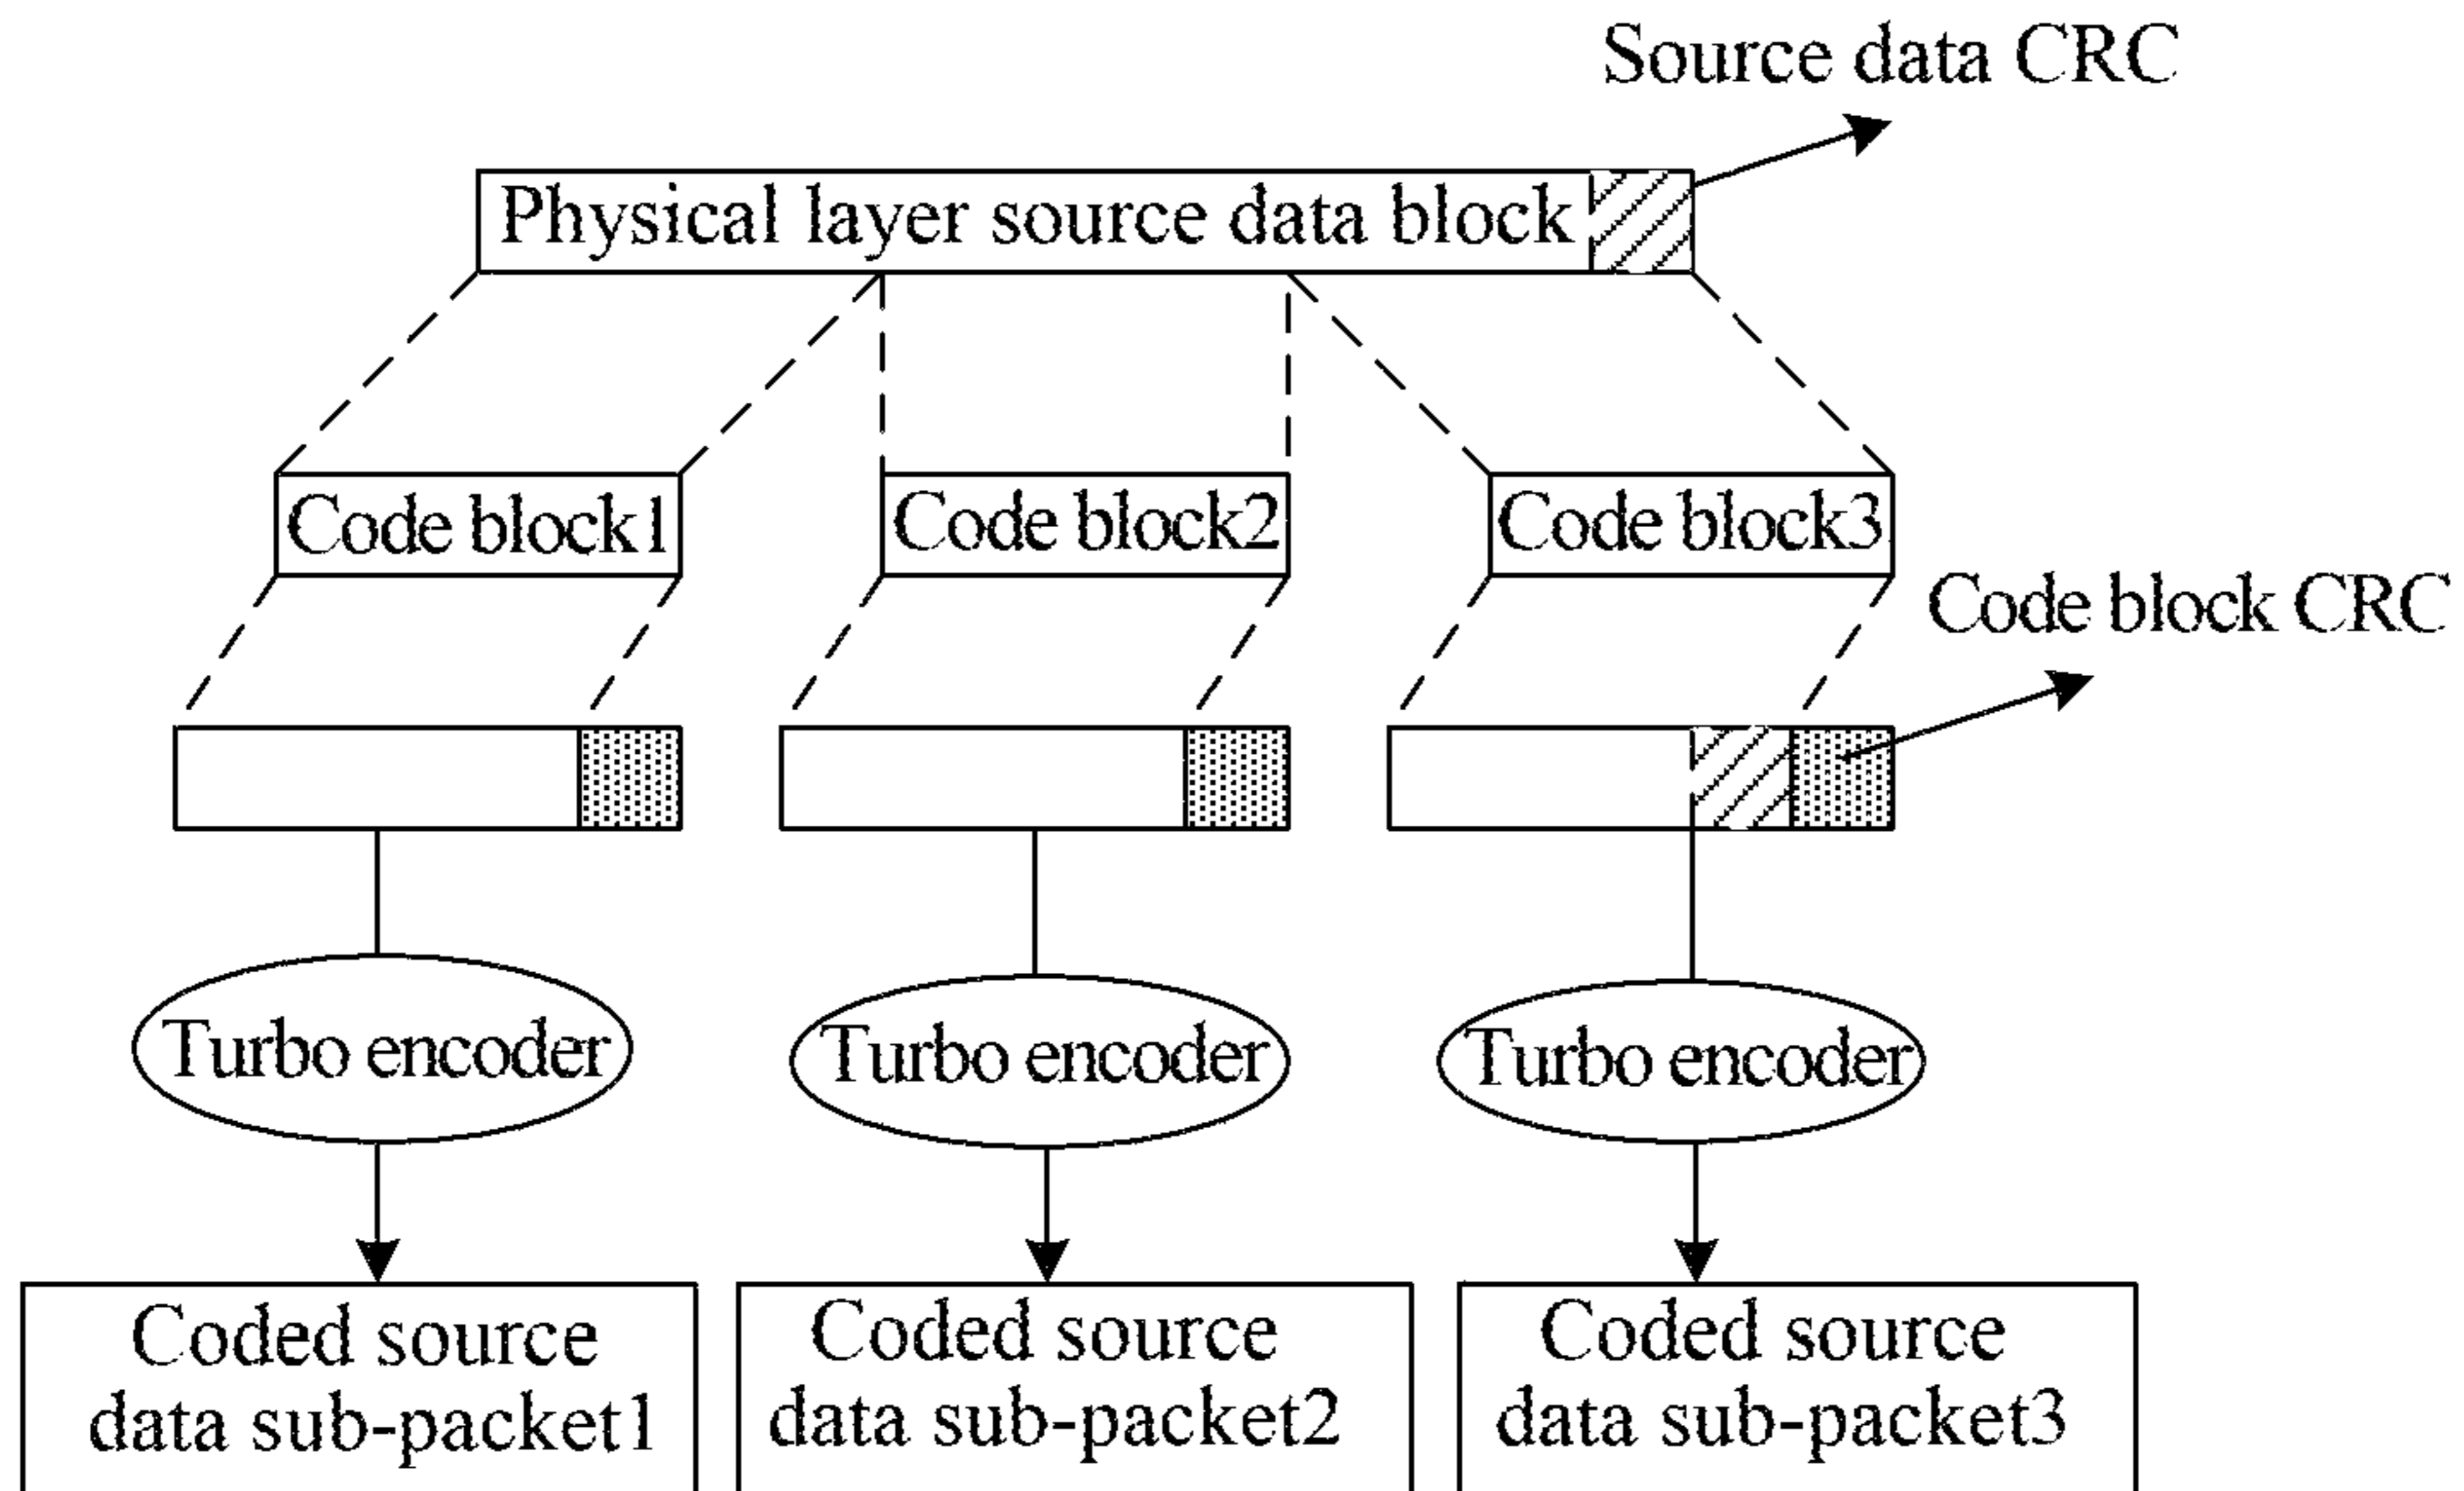 Source data CRC
Physical layer source data block
Code block1
Code block2
Code block3
Code block CRC
Turbo encoder
Turbo encoder
Turbo encoder
Coded source
data sub-packet1
Coded source
data sub-packet2
Coded source
data sub-packet3